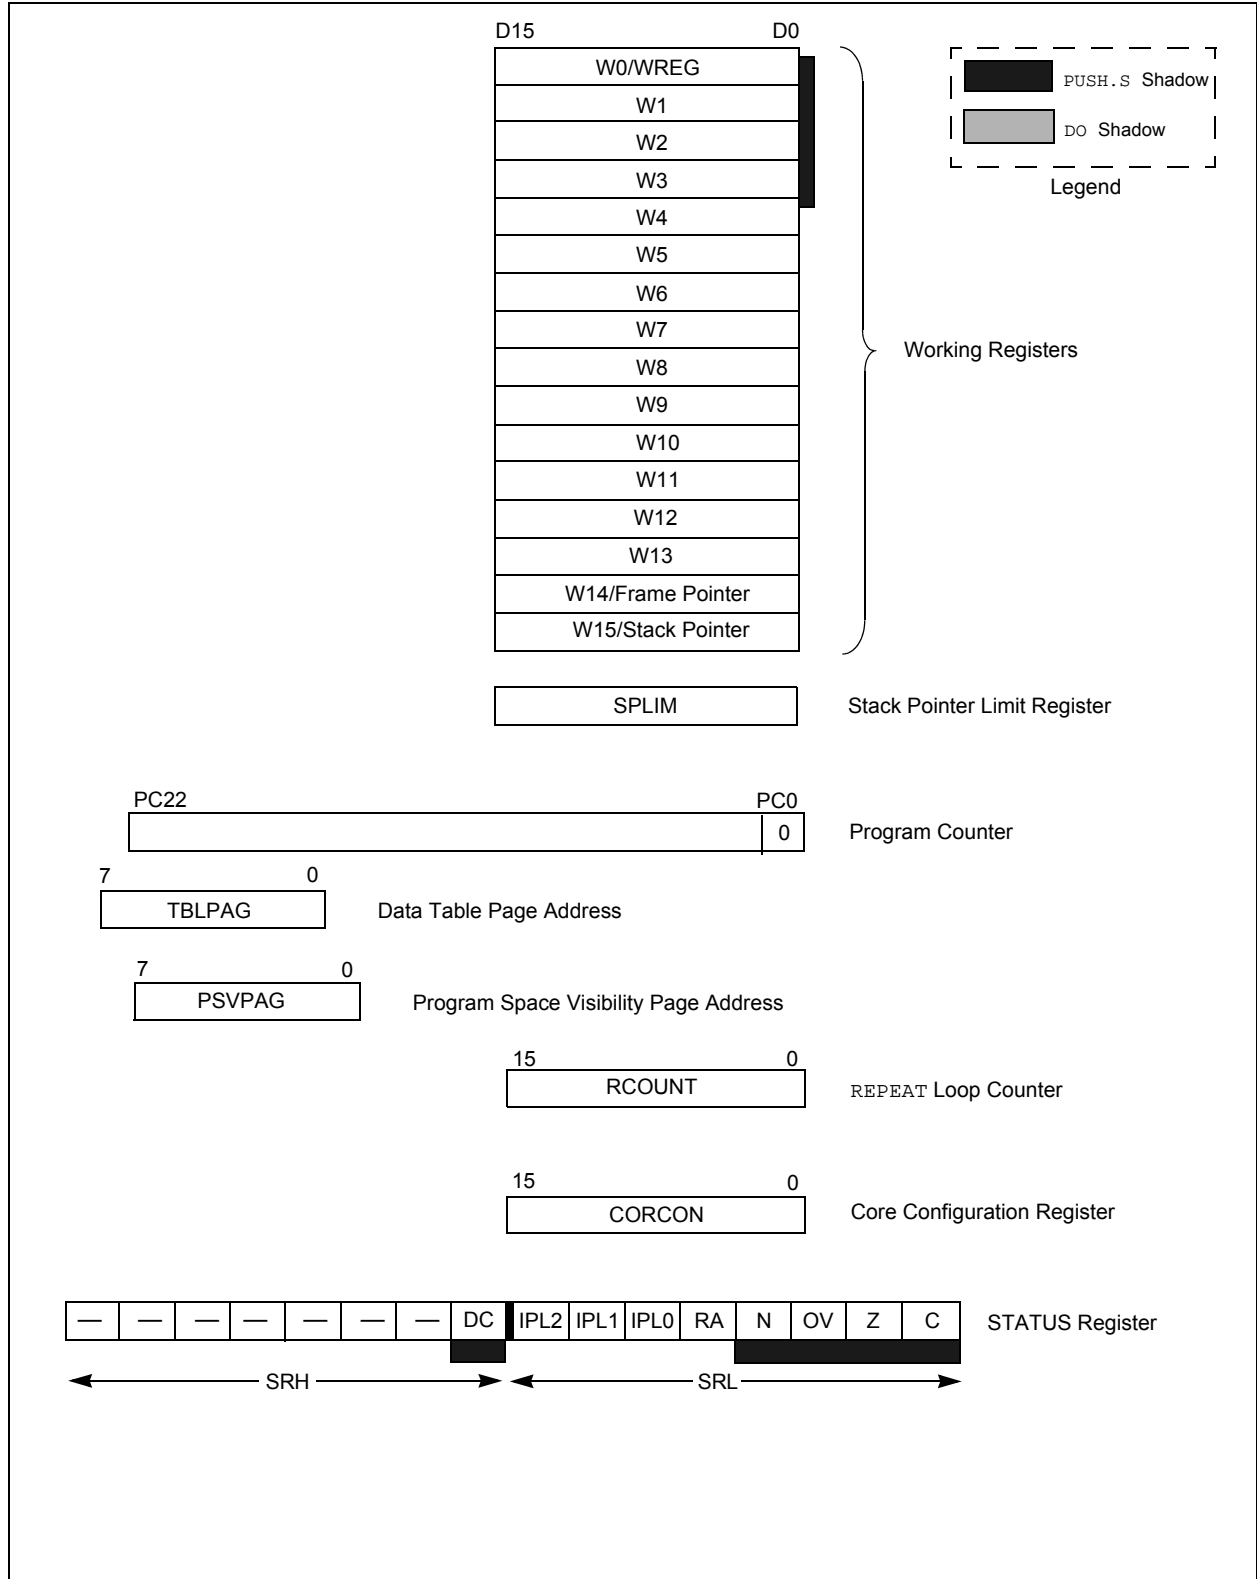 D15 D0
W0/WREG
W1
W2
W3
W4
W5
W6
W7
W8
W9
W10
W11
W12
W13
W14/Frame Pointer
W15/Stack Pointer
PUSH.S Shadow
DO Shadow
Legend
Working Registers
SPLIM Stack Pointer Limit Register
PC22 PC0
0 Program Counter
7 0
TBLPAG Data Table Page Address
7 0
PSVPAG Program Space Visibility Page Address
15 0
RCOUNT REPEAT Loop Counter
15 0
CORCON Core Configuration Register
— — — — — — — DC IPL2 IPL1 IPL0 RA N OV Z C STATUS Register
SRH SRL